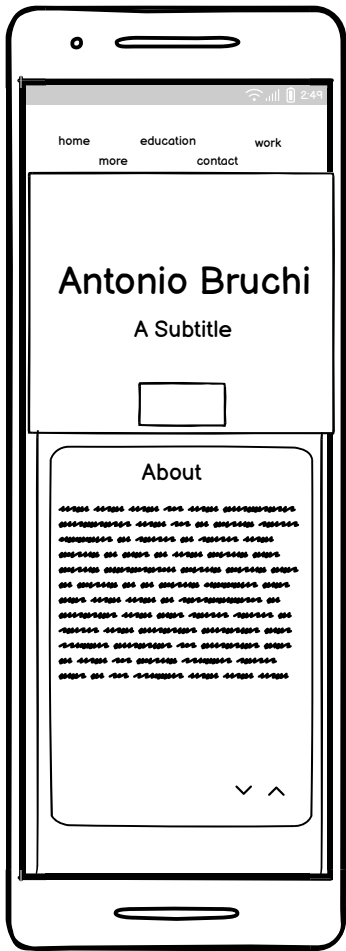 2:49
home education work
more contact
Antonio Bruchi
A Subtitle
About